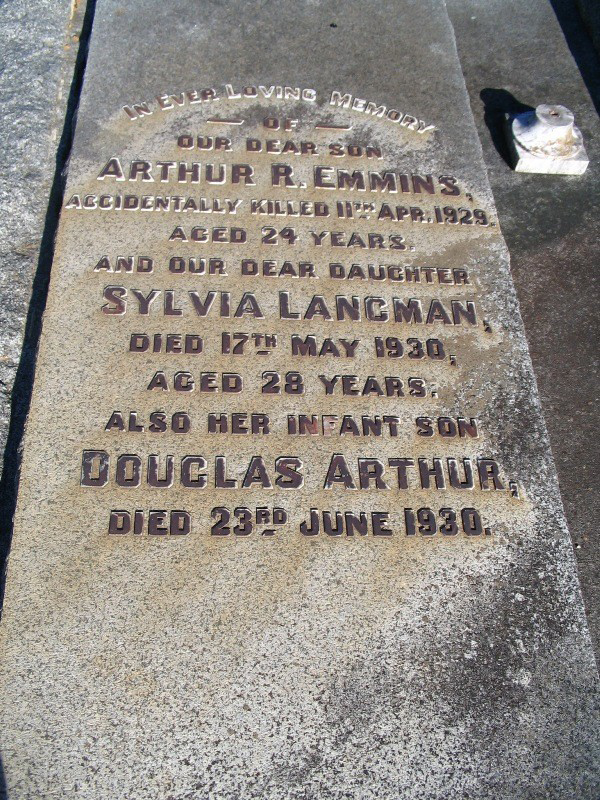 IN EVER LOVING MEMORY
— OF —
OUR DEAR SON
ARTHUR R. EMMINS,
ACCIDENTALLY KILLED 11TH APR. 1929.
AGED 24 YEARS.
AND OUR DEAR DAUGHTER
SYLVIA LANGMAN,
DIED 17TH MAY 1930,
AGED 28 YEARS.
ALSO HER INFANT SON
DOUGLAS ARTHUR,
DIED 23RD JUNE 1930.